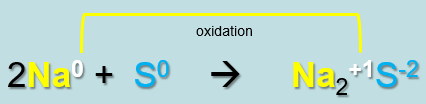 oxidation
2Na⁰ + S⁰ → Na₂⁺¹S⁻²